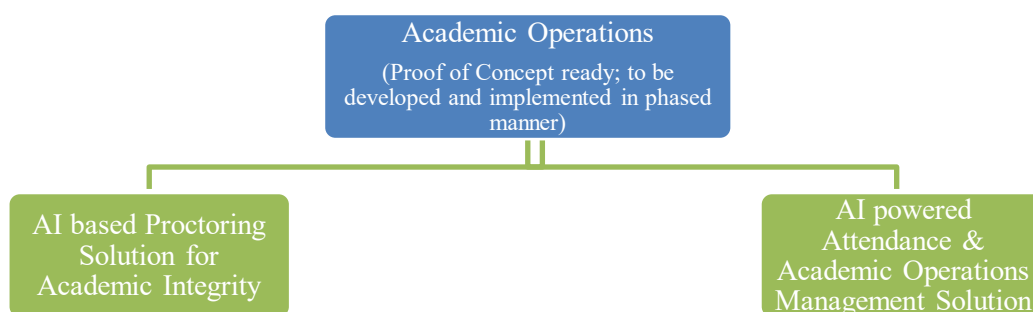 Academic Operations
(Proof of Concept ready; to be
developed and implemented in phased
manner)
AI based Proctoring
Solution for
Academic Integrity
AI powered
Attendance &
Academic Operations
Management Solution